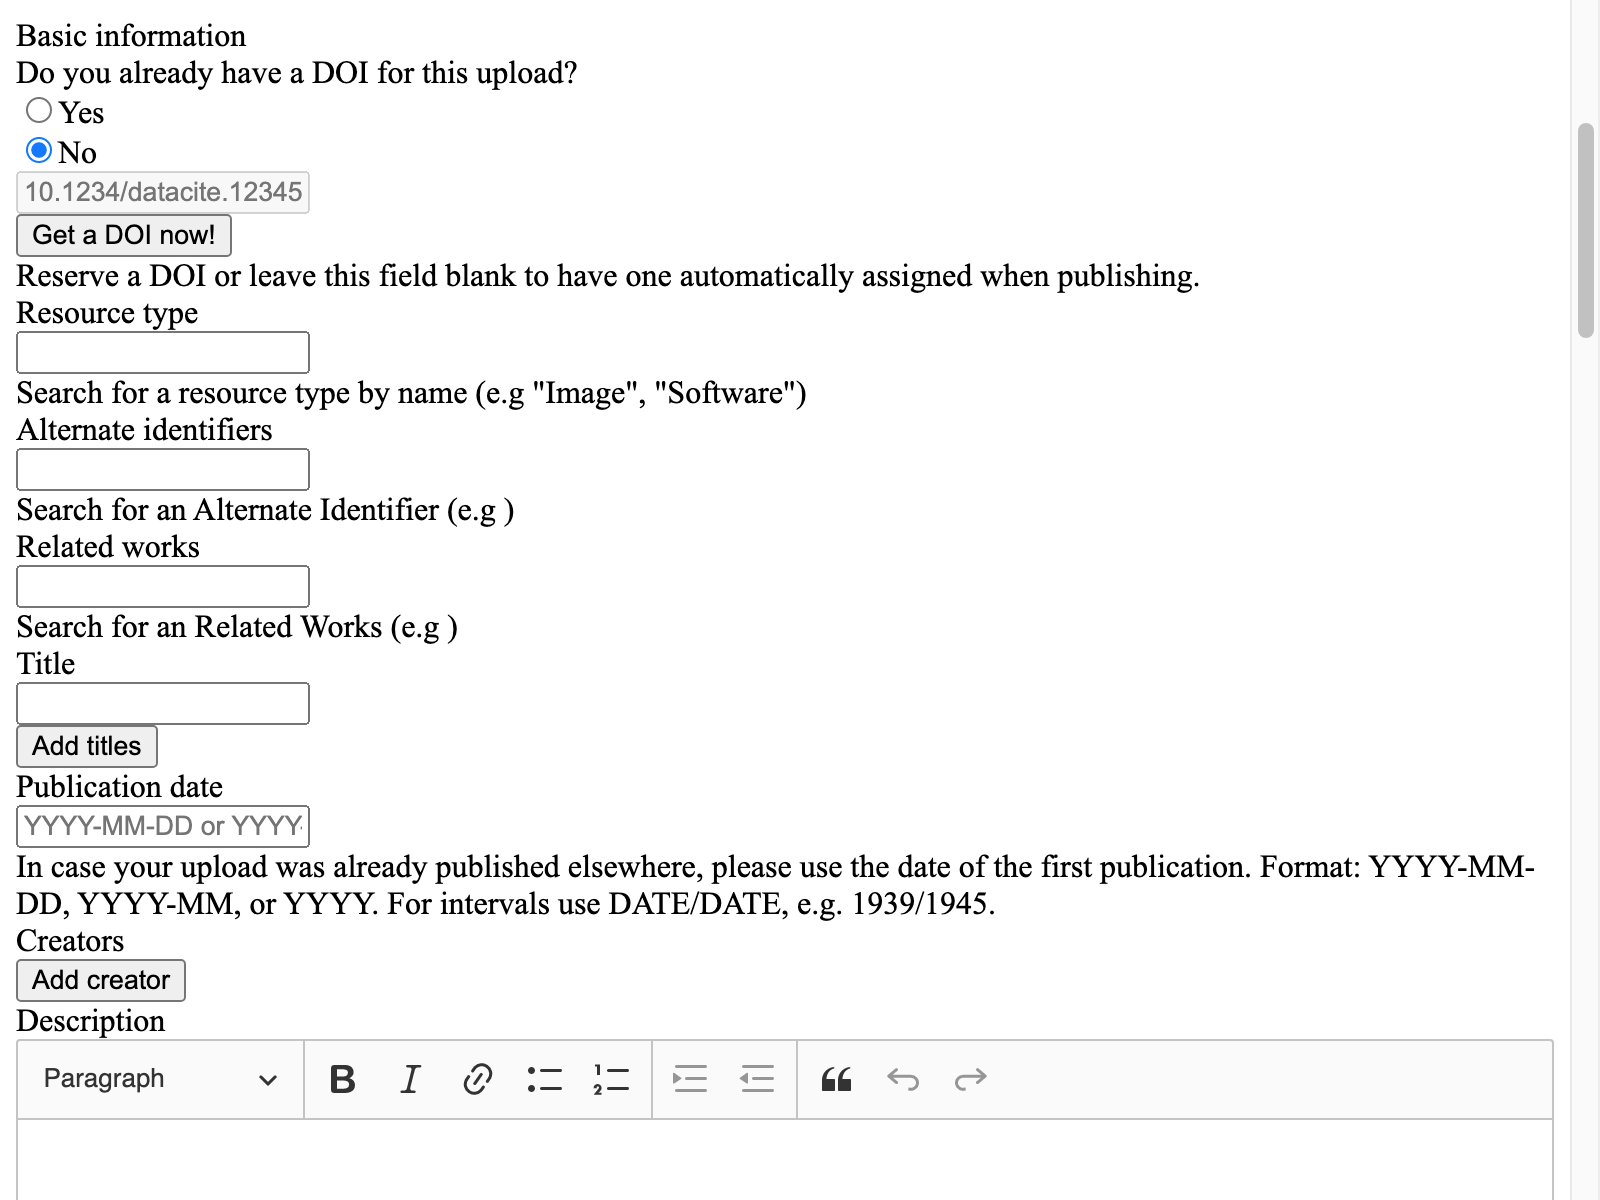 Basic information
Do you already have a DOI for this upload?
Yes
No
10.1234/datacite.12345
Get a DOI now!
Reserve a DOI or leave this field blank to have one automatically assigned when publishing.
Resource type
Search for a resource type by name (e.g "Image", "Software")
Alternate identifiers
Search for an Alternate Identifier (e.g )
Related works
Search for an Related Works (e.g )
Title
Add titles
Publication date
YYYY-MM-DD or YYYY-
In case your upload was already published elsewhere, please use the date of the first publication. Format: YYYY-MM-
DD, YYYY-MM, or YYYY. For intervals use DATE/DATE, e.g. 1939/1945.
Creators
Add creator
Description
Paragraph